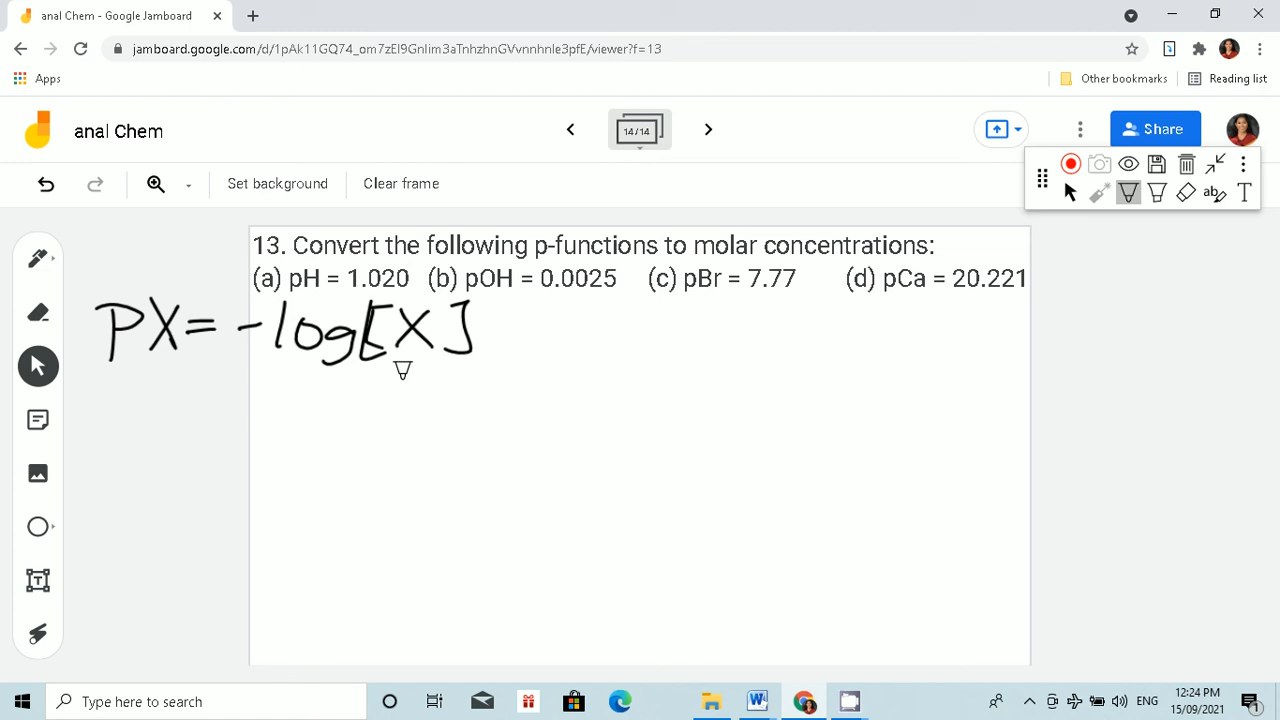 anal Chem - Google Jamboard
jamboard.google.com/d/1pAk11GQ74_om7zEI9Gnlim3aTnhzhnGVvrnhnle3pfE/viewer?f=13
Apps
Other bookmarks
Reading list
anal Chem
14/14
Share
Set background
Clear frame
13. Convert the following p-functions to molar concentrations:
(a) pH = 1.020 (b) pOH = 0.0025 (c) pBr = 7.77 (d) pCa = 20.221
PX = -log[X]
Type here to search
ENG
12:24 PM
15/09/2021